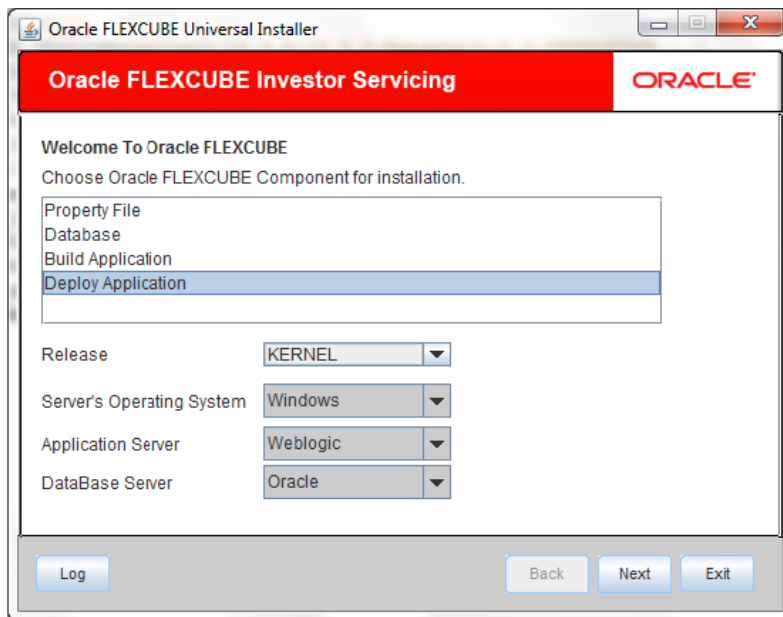 Oracle FLEXCUBE Universal Installer
Oracle FLEXCUBE Investor Servicing
ORACLE
Welcome To Oracle FLEXCUBE
Choose Oracle FLEXCUBE Component for installation.
Property File
Database
Build Application
Deploy Application
Release KERNEL
Server's Operating System Windows
Application Server Weblogic
DataBase Server Oracle
Log Back Next Exit